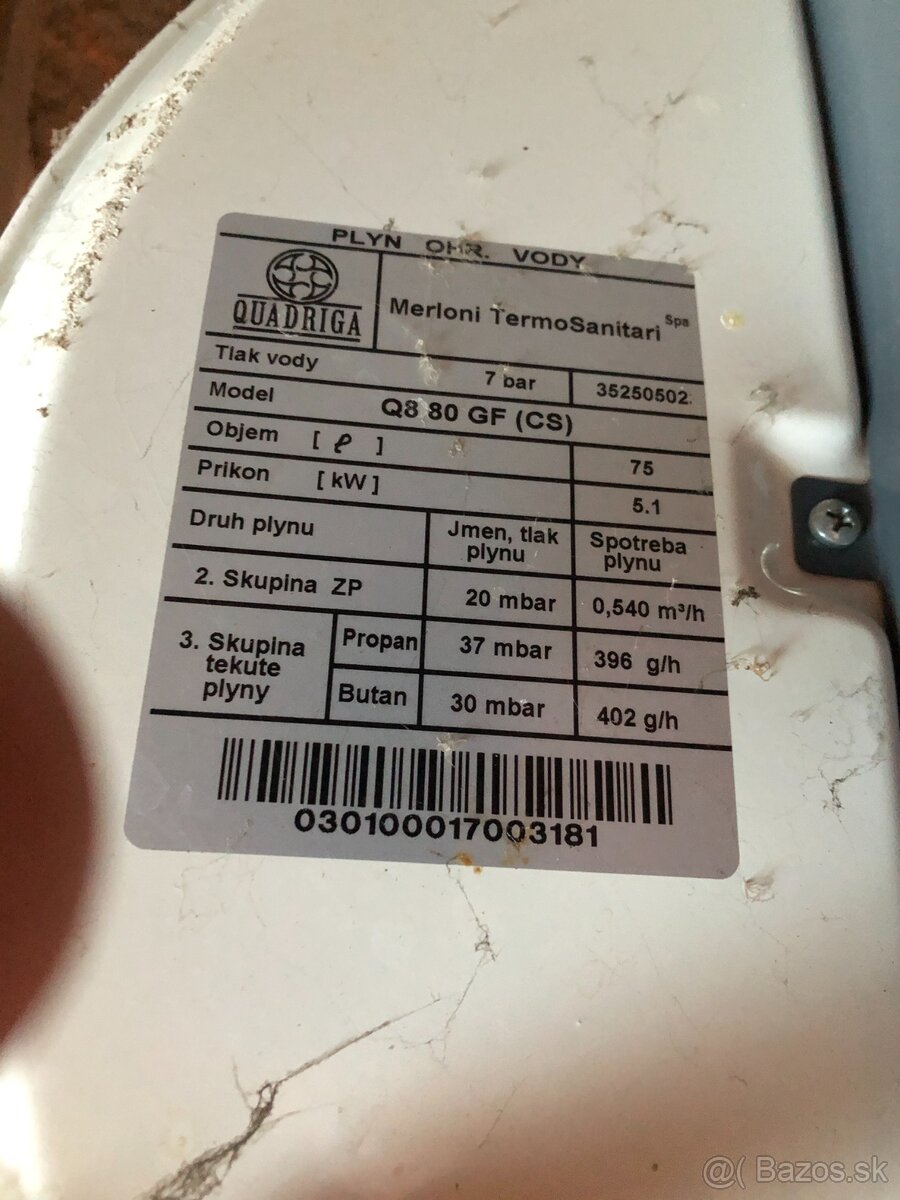 PLYN OHR. VODY
QUADRIGA
Merloni TermoSanitari Spa
Tlak vody 7 bar 35250502
Model Q8 80 GF (CS)
Objem [ ℓ ] 75
Prikon [ kW ] 5.1
Druh plynu Jmen, tlak plynu Spotreba plynu
2. Skupina ZP 20 mbar 0,540 m³/h
3. Skupina tekute plyny
Propan 37 mbar 396 g/h
Butan 30 mbar 402 g/h
030100017003181
@( Bazos.sk